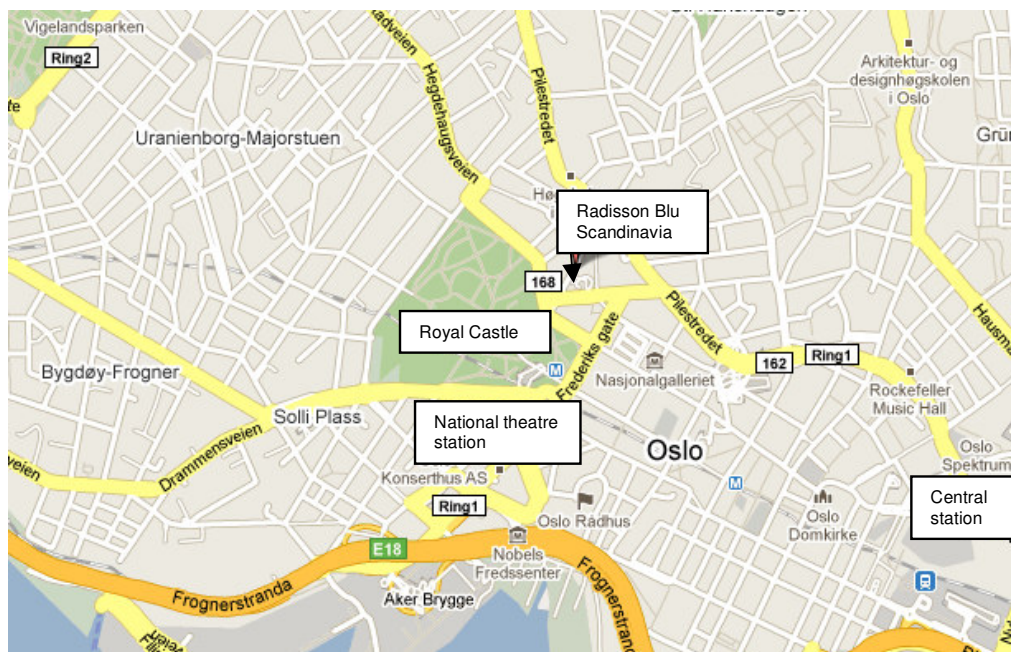 Vigelandsparken
Ring2
Uranienborg-Majorstuen
Hegdehaugsveien
Pilestredet
Arkitektur- og
designhøgskolen
i Oslo
Radisson Blu
Scandinavia
168
Royal Castle
Frederiks gate
Pilestredet
Nasjonalgalleriet
162
Ring1
Rockefeller
Music Hall
Bygdøy-Frogner
Solli Plass
Drammensveien
National theatre
station
Konserthus AS
Ring1
Oslo
M
M
Oslo
Spektrum
Central
station
Oslo
Domkirke
Oslo Rådhus
Nobels
Fredssenter
E18
Frognerstranda
Frognerstranda
Aker Brygge